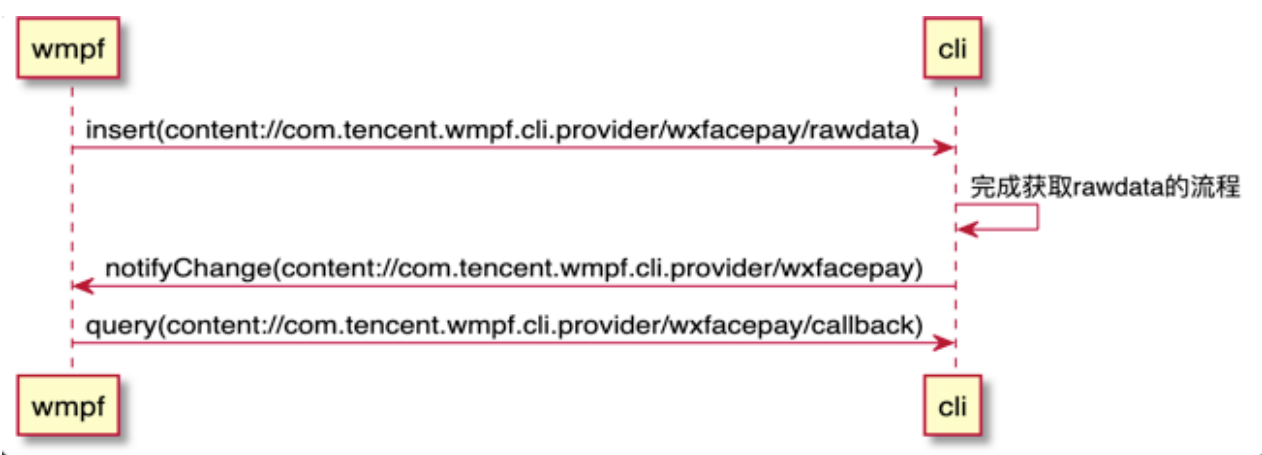 wmpf
cli
insert(content://com.tencent.wmpf.cli.provider/wxfacepay/rawdata)
完成获取rawdata的流程
notifyChange(content://com.tencent.wmpf.cli.provider/wxfacepay)
query(content://com.tencent.wmpf.cli.provider/wxfacepay/callback)
wmpf
cli